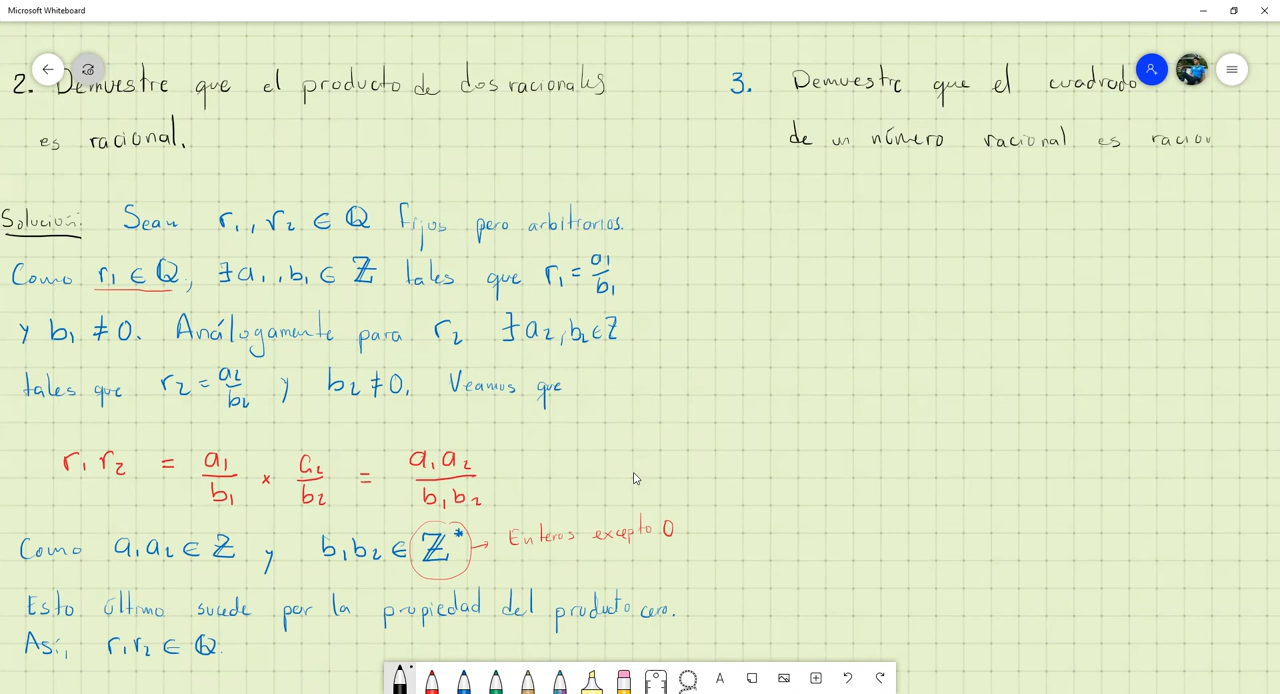 Microsoft Whiteboard
2. Demuestre que el producto de dos racionales
es racional.
Solución: Sean r₁, r₂ ∈ ℚ Fijos pero arbitrarios.
Como r₁ ∈ ℚ, ∃ a₁, b₁ ∈ ℤ tales que r₁ = a₁/b₁
y b₁ ≠ 0. Análogamente para r₂ ∃ a₂, b₂ ∈ ℤ
tales que r₂ = a₂/b₂ y b₂ ≠ 0. Veamos que
r₁ r₂ = a₁/b₁ × a₂/b₂ = a₁a₂/b₁b₂
Como a₁a₂ ∈ ℤ y b₁b₂ ∈ ℤ* → Enteros excepto 0
Esto último sucede por la propiedad del producto cero.
Así, r₁r₂ ∈ ℚ.
3. Demuestre que el cuadrado
de un número racional es
A